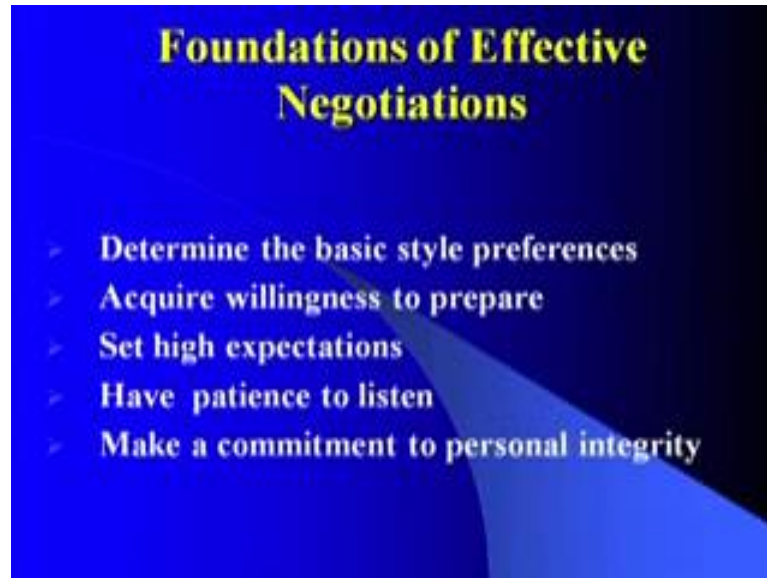 Foundations of Effective
Negotiations
Determine the basic style preferences
Acquire willingness to prepare
Set high expectations
Have patience to listen
Make a commitment to personal integrity